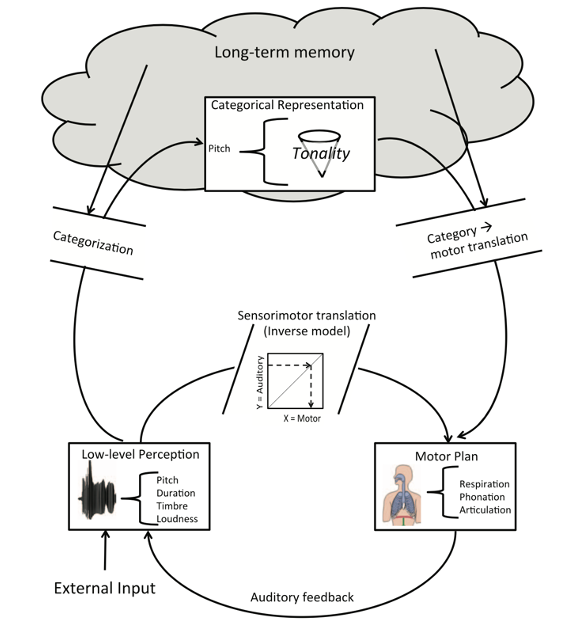 Long-term memory
Categorical Representation
Pitch
Tonality
Categorization
Category →
motor translation
Sensorimotor translation
(Inverse model)
Y = Auditory
X = Motor
Low-level Perception
Pitch
Duration
Timbre
Loudness
Motor Plan
Respiration
Phonation
Articulation
External Input
Auditory feedback